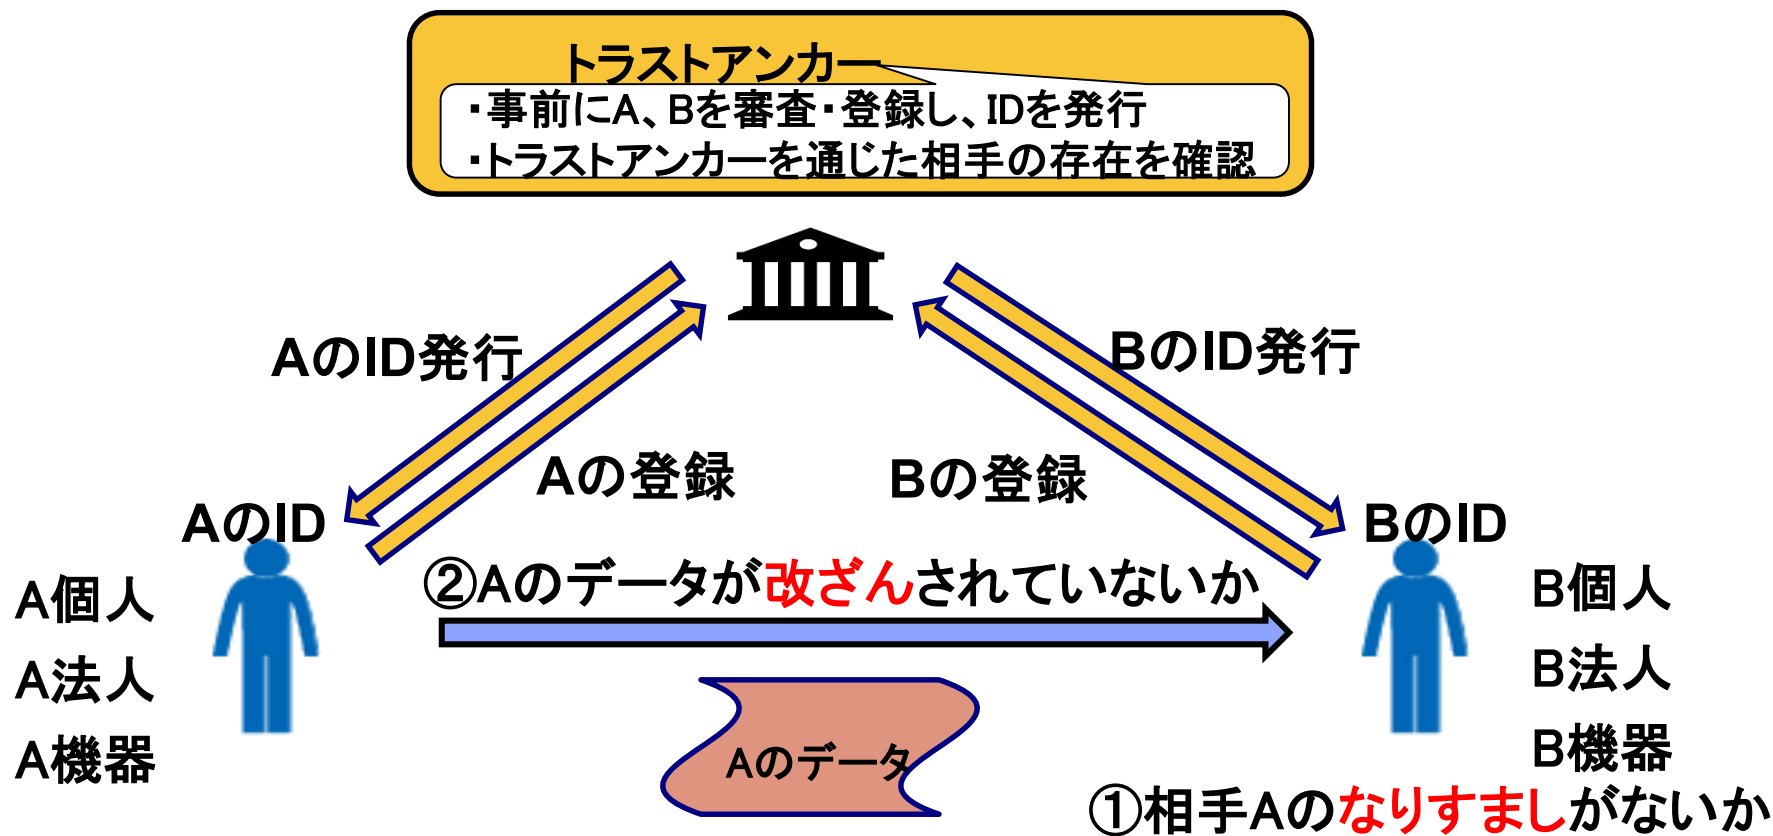 トラストアンカー
・事前にA、Bを審査・登録し、IDを発行
・トラストアンカーを通じた相手の存在を確認
AのID発行
BのID発行
Aの登録
Bの登録
AのID
BのID
②Aのデータが改ざんされていないか
A個人
A法人
A機器
B個人
B法人
B機器
Aのデータ
①相手Aのなりすましがないか